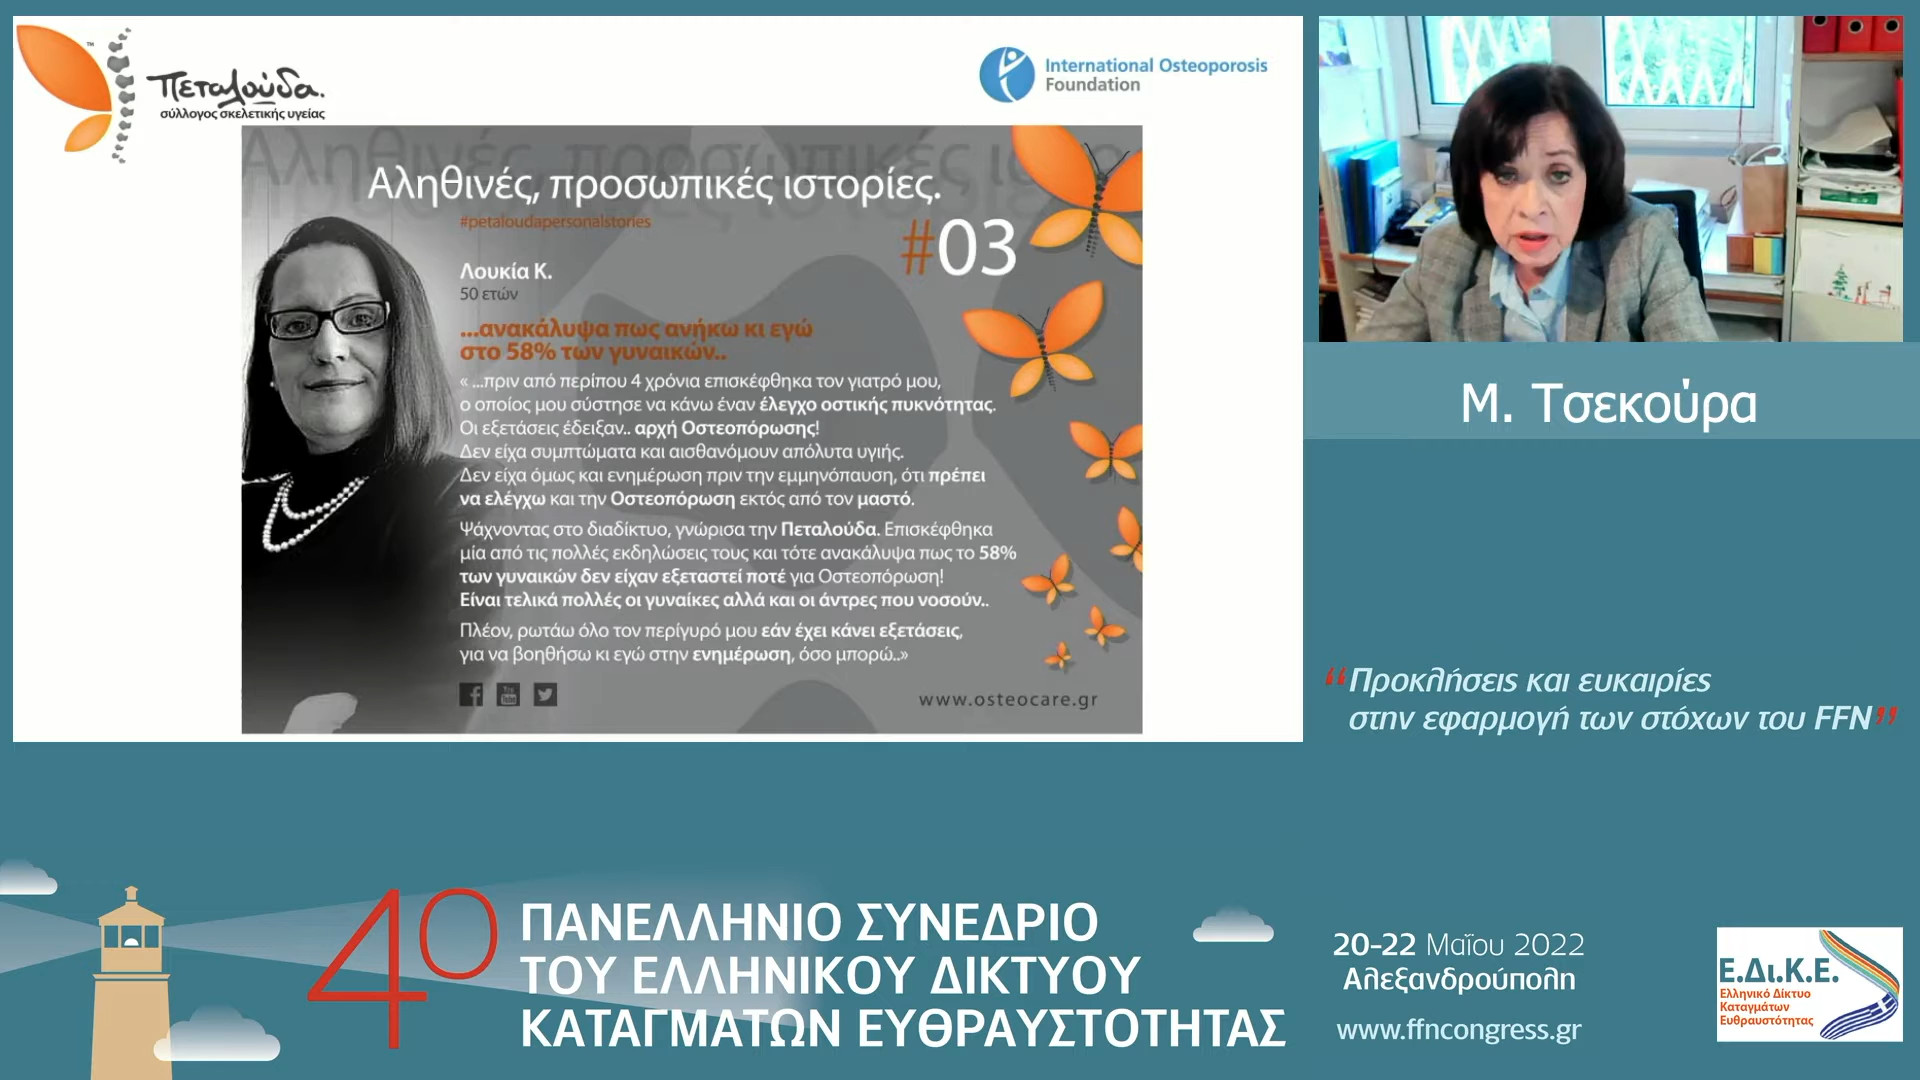 ™
Πεταλούδα.
σύλλογος σκελετικής υγείας
International Osteoporosis
Foundation
Αληθινές, προσωπικές ιστο
Αληθινές, προσωπικές ιστορίες.
#petaloudapersonalstories
#03
Λουκία Κ.
50 ετών
...ανακάλυψα πως ανήκω κι εγώ
στο 58% των γυναικών..
« ...πριν από περίπου 4 χρόνια επισκέφθηκα τον γιατρό μου,
ο οποίος μου σύστησε να κάνω έναν έλεγχο οστικής πυκνότητας.
Οι εξετάσεις έδειξαν.. αρχή Οστεοπόρωσης!
Δεν είχα συμπτώματα και αισθανόμουν απόλυτα υγιής.
Δεν είχα όμως και ενημέρωση πριν την εμμηνόπαυση, ότι πρέπει
να ελέγχω και την Οστεοπόρωση εκτός από τον μαστό.
Ψάχνοντας στο διαδίκτυο, γνώρισα την Πεταλούδα. Επισκέφθηκα
μία από τις πολλές εκδηλώσεις τους και τότε ανακάλυψα πως το 58%
των γυναικών δεν είχαν εξεταστεί ποτέ για Οστεοπόρωση!
Είναι τελικά πολλές οι γυναίκες αλλά και οι άντρες που νοσούν..
Πλέον, ρωτάω όλο τον περίγυρό μου εάν έχει κάνει εξετάσεις,
για να βοηθήσω κι εγώ στην ενημέρωση, όσο μπορώ..»
www.osteocare.gr
Μ. Τσεκούρα
“Προκλήσεις και ευκαιρίες
στην εφαρμογή των στόχων του FFN”
4ο
ΠΑΝΕΛΛΗΝΙΟ ΣΥΝΕΔΡΙΟ
ΤΟΥ ΕΛΛΗΝΙΚΟΥ ΔΙΚΤΥΟΥ
ΚΑΤΑΓΜΑΤΩΝ ΕΥΘΡΑΥΣΤΟΤΗΤΑΣ
20-22 Μαΐου 2022
Αλεξανδρούπολη
www.ffncongress.gr
Ε.Δι.Κ.Ε.
Ελληνικό Δίκτυο
Καταγμάτων
Ευθραυστότητας